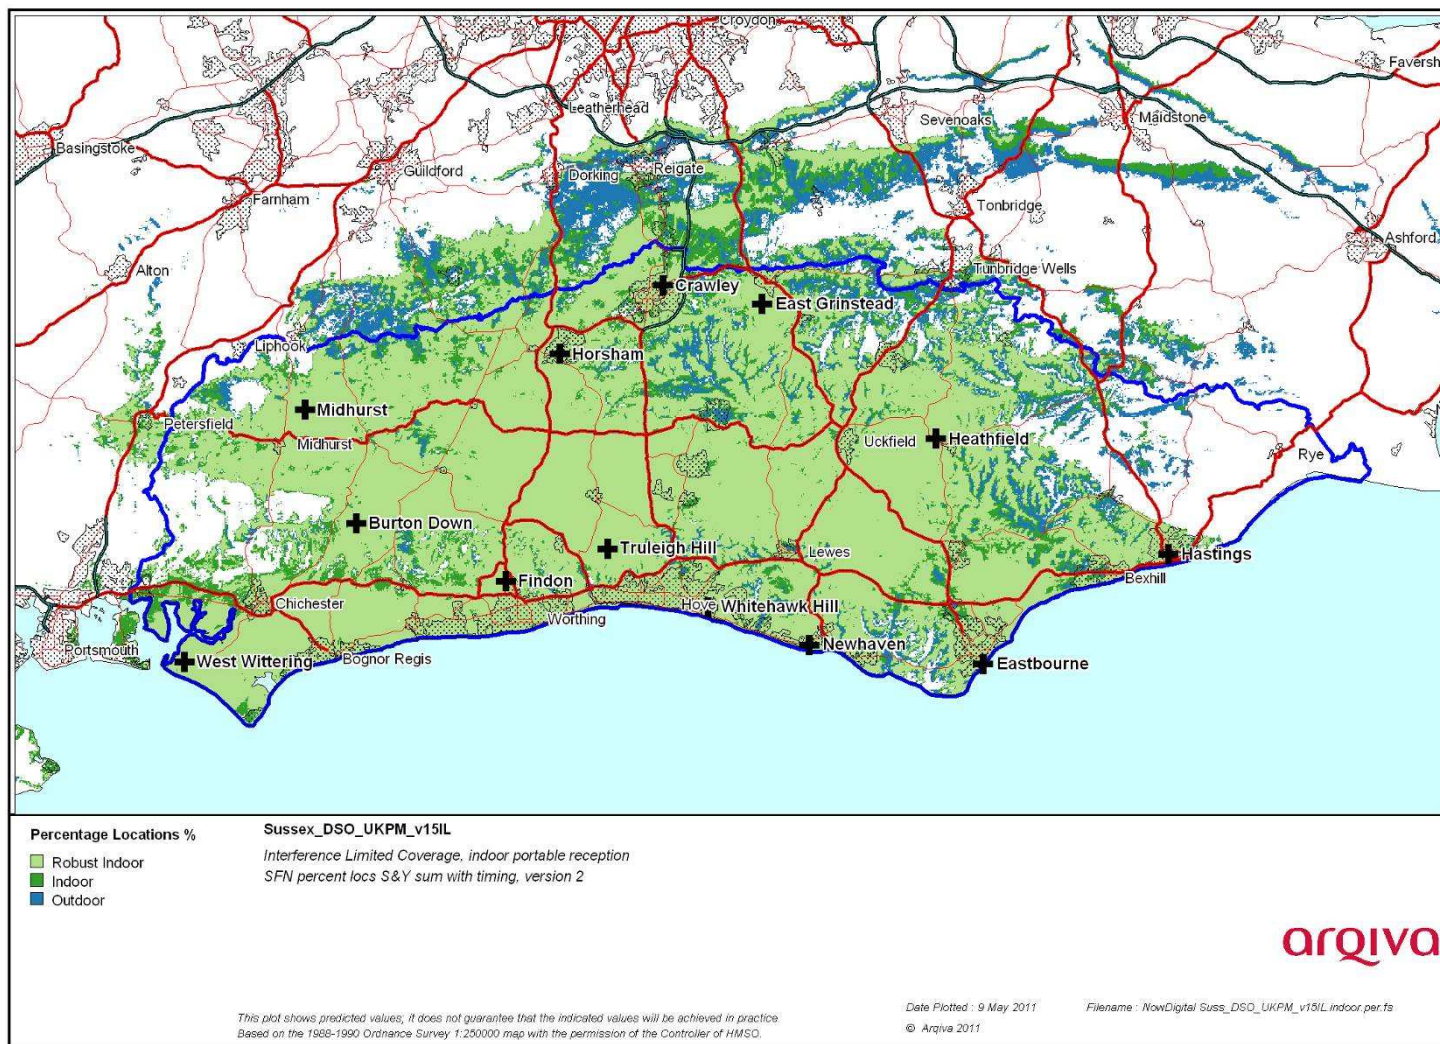 Croydon
Faversh
Leatherhead
Sevenoaks
Maidstone
Basingstoke
Guildford
Dorking
Reigate
Farnham
Tonbridge
Ashford
Alton
Tunbridge Wells
Crawley
East Grinstead
Liphook
Horsham
Midhurst
Petersfield
Midhurst
Uckfield
Heathfield
Rye
Burton Down
Truleigh Hill
Lewes
Hastings
Findon
Bexhill
Chichester
Hove
Whitehawk Hill
Worthing
Portsmouth
West Wittering
Bognor Regis
Newhaven
Eastbourne
Percentage Locations %
Robust Indoor
Indoor
Outdoor
Sussex_DSO_UKPM_v15IL
Interference Limited Coverage, indoor portable reception
SFN percent locs S&Y sum with timing, version 2
arqiva
This plot shows predicted values; it does not guarantee that the indicated values will be achieved in practice.
Based on the 1988-1990 Ordnance Survey 1:250000 map with the permission of the Controller of HMSO.
Date Plotted : 9 May 2011
© Arqiva 2011
Filename : NowDigital Suss_DSO_UKPM_v15IL.indoor.per.fs